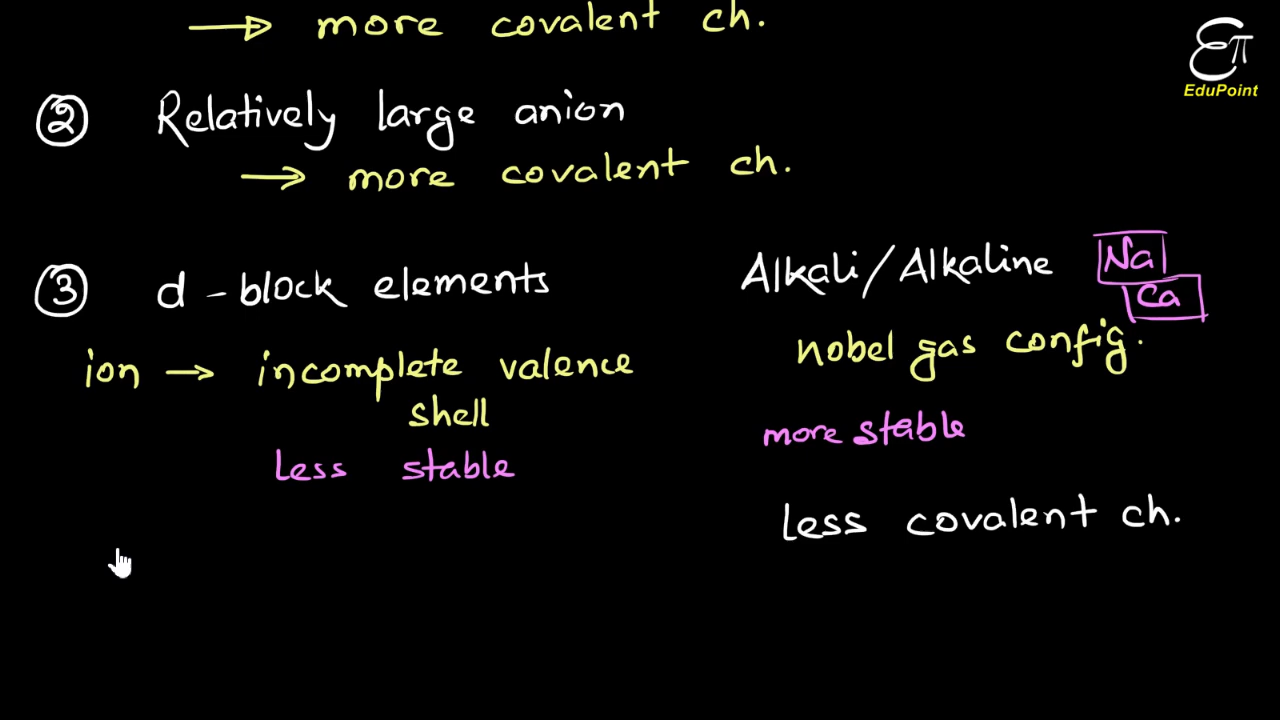 → more covalent ch.
Eπ
EduPoint
② Relatively large anion
→ more covalent ch.
③ d-block elements
ion → incomplete valence
shell
less stable
Alkali/Alkaline Na
Ca
nobel gas config.
more stable
less covalent ch.